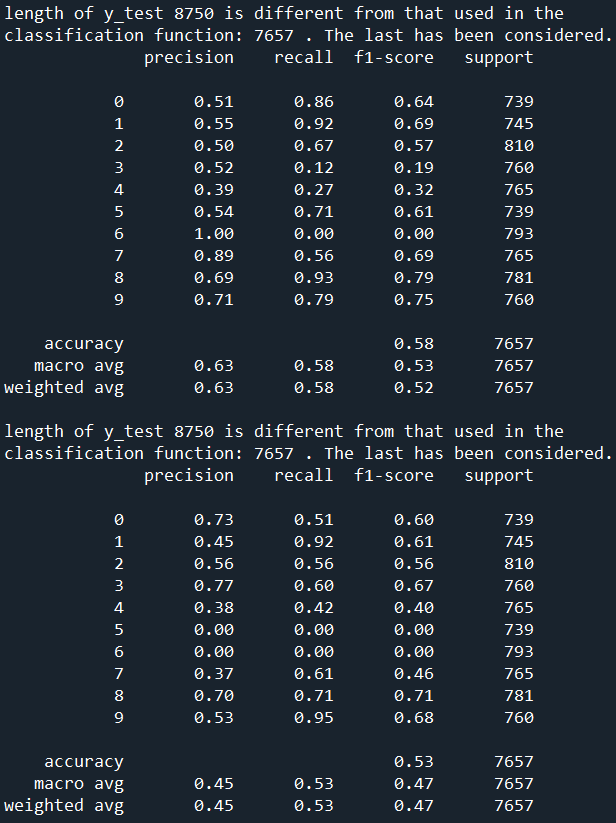 length of y_test 8750 is different from that used in the
classification function: 7657 . The last has been considered.
precision recall f1-score support
0 0.51 0.86 0.64 739
1 0.55 0.92 0.69 745
2 0.50 0.67 0.57 810
3 0.52 0.12 0.19 760
4 0.39 0.27 0.32 765
5 0.54 0.71 0.61 739
6 1.00 0.00 0.00 793
7 0.89 0.56 0.69 765
8 0.69 0.93 0.79 781
9 0.71 0.79 0.75 760
accuracy 0.58 7657
macro avg 0.63 0.58 0.53 7657
weighted avg 0.63 0.58 0.52 7657
length of y_test 8750 is different from that used in the
classification function: 7657 . The last has been considered.
precision recall f1-score support
0 0.73 0.51 0.60 739
1 0.45 0.92 0.61 745
2 0.56 0.56 0.56 810
3 0.77 0.60 0.67 760
4 0.38 0.42 0.40 765
5 0.00 0.00 0.00 739
6 0.00 0.00 0.00 793
7 0.37 0.61 0.46 765
8 0.70 0.71 0.71 781
9 0.53 0.95 0.68 760
accuracy 0.53 7657
macro avg 0.45 0.53 0.47 7657
weighted avg 0.45 0.53 0.47 7657